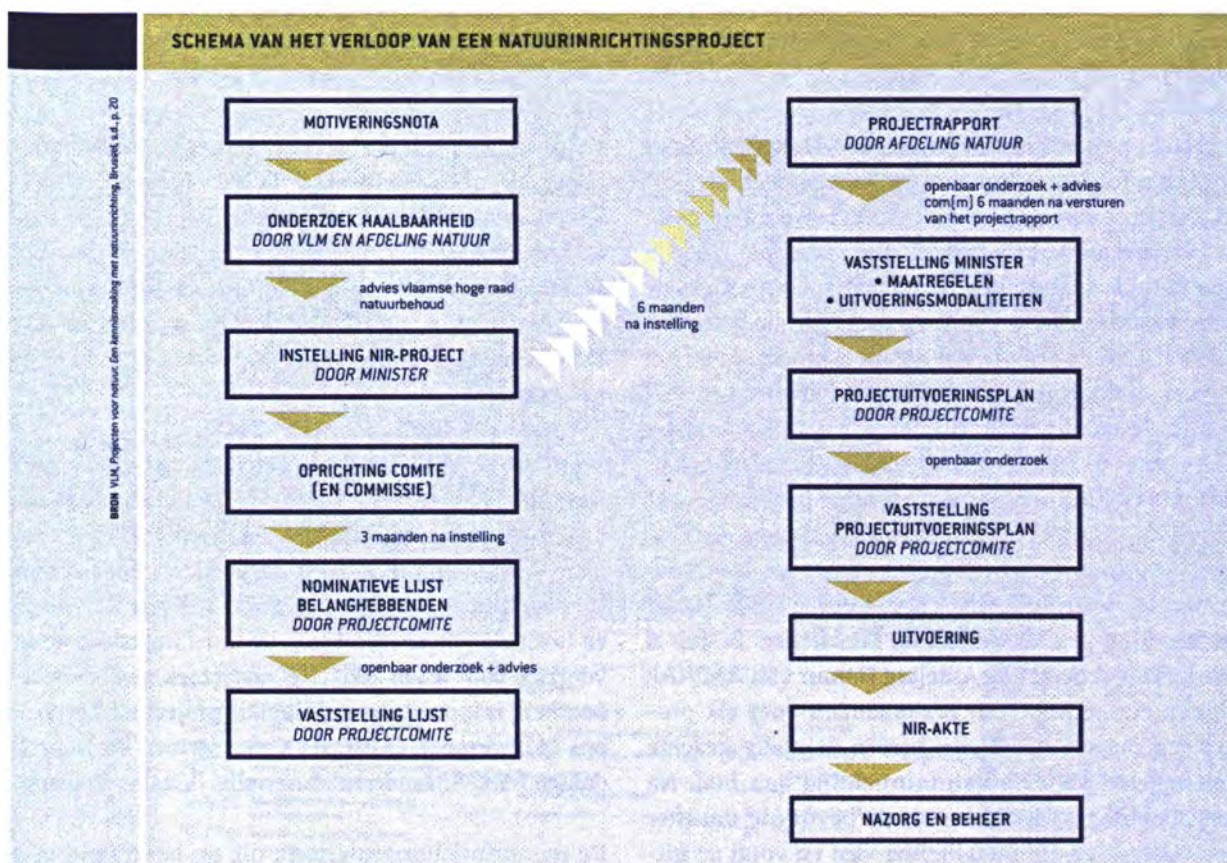 SCHEMA VAN HET VERLOOP VAN EEN NATUURINRICHTINGSPROJECT
BRON VLM, Projecten voor natuur. Een kennismaking met natuurinrichting, Brussel, s.d., p. 20
MOTIVERINGSNOTA
ONDERZOEK HAALBAARHEID
DOOR VLM EN AFDELING NATUUR
advies vlaamse hoge raad
natuurbehoud
INSTELLING NIR-PROJECT
DOOR MINISTER
OPRICHTING COMITE
(EN COMMISSIE)
3 maanden na instelling
NOMINATIEVE LIJST
BELANGHEBBENDEN
DOOR PROJECTCOMITE
openbaar onderzoek + advies
VASTSTELLING LIJST
DOOR PROJECTCOMITE
6 maanden
na instelling
PROJECTRAPPORT
DOOR AFDELING NATUUR
openbaar onderzoek + advies
com(m) 6 maanden na versturen
van het projectrapport
VASTSTELLING MINISTER
• MAATREGELEN
• UITVOERINGSMODALITEITEN
PROJECTUITVOERINGSPLAN
DOOR PROJECTCOMITE
openbaar onderzoek
VASTSTELLING
PROJECTUITVOERINGSPLAN
DOOR PROJECTCOMITE
UITVOERING
NIR-AKTE
NAZORG EN BEHEER